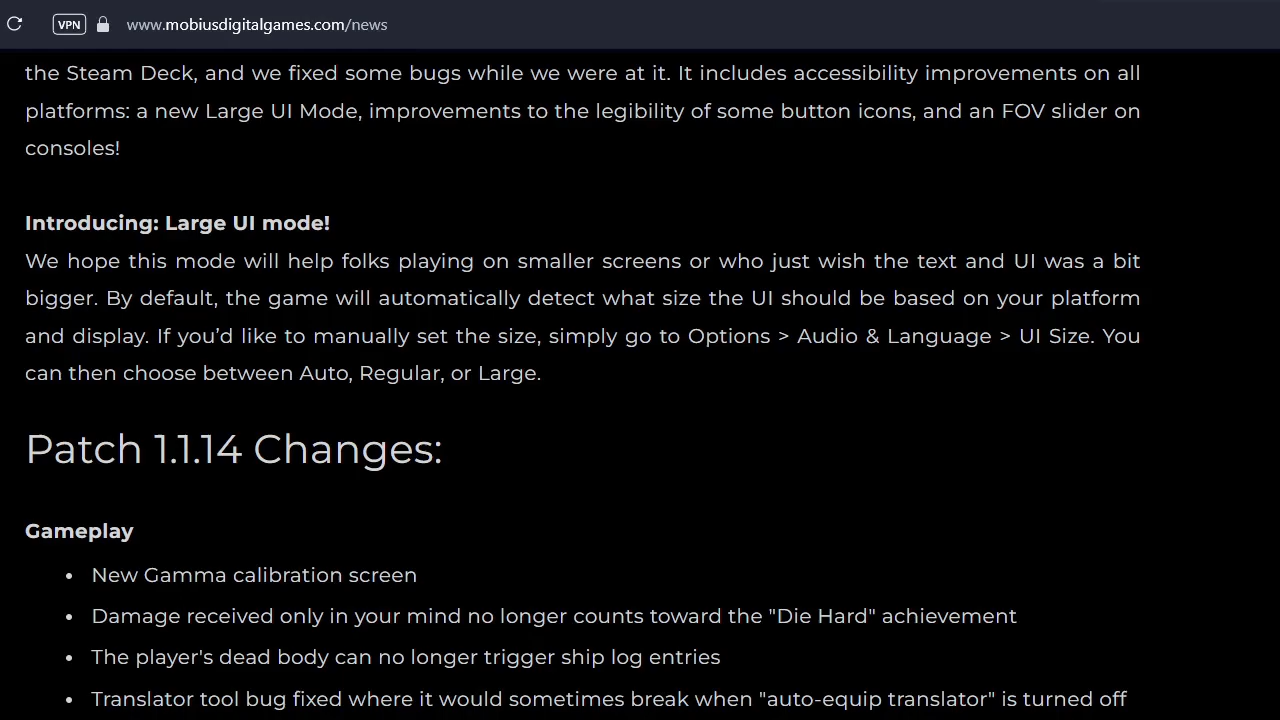 VPN www.mobiusdigitalgames.com/news
the Steam Deck, and we fixed some bugs while we were at it. It includes accessibility improvements on all
platforms: a new Large UI Mode, improvements to the legibility of some button icons, and an FOV slider on
consoles!
Introducing: Large UI mode!
We hope this mode will help folks playing on smaller screens or who just wish the text and UI was a bit
bigger. By default, the game will automatically detect what size the UI should be based on your platform
and display. If you’d like to manually set the size, simply go to Options > Audio & Language > UI Size. You
can then choose between Auto, Regular, or Large.
Patch 1.1.14 Changes:
Gameplay
• New Gamma calibration screen
• Damage received only in your mind no longer counts toward the "Die Hard" achievement
• The player's dead body can no longer trigger ship log entries
• Translator tool bug fixed where it would sometimes break when "auto-equip translator" is turned off